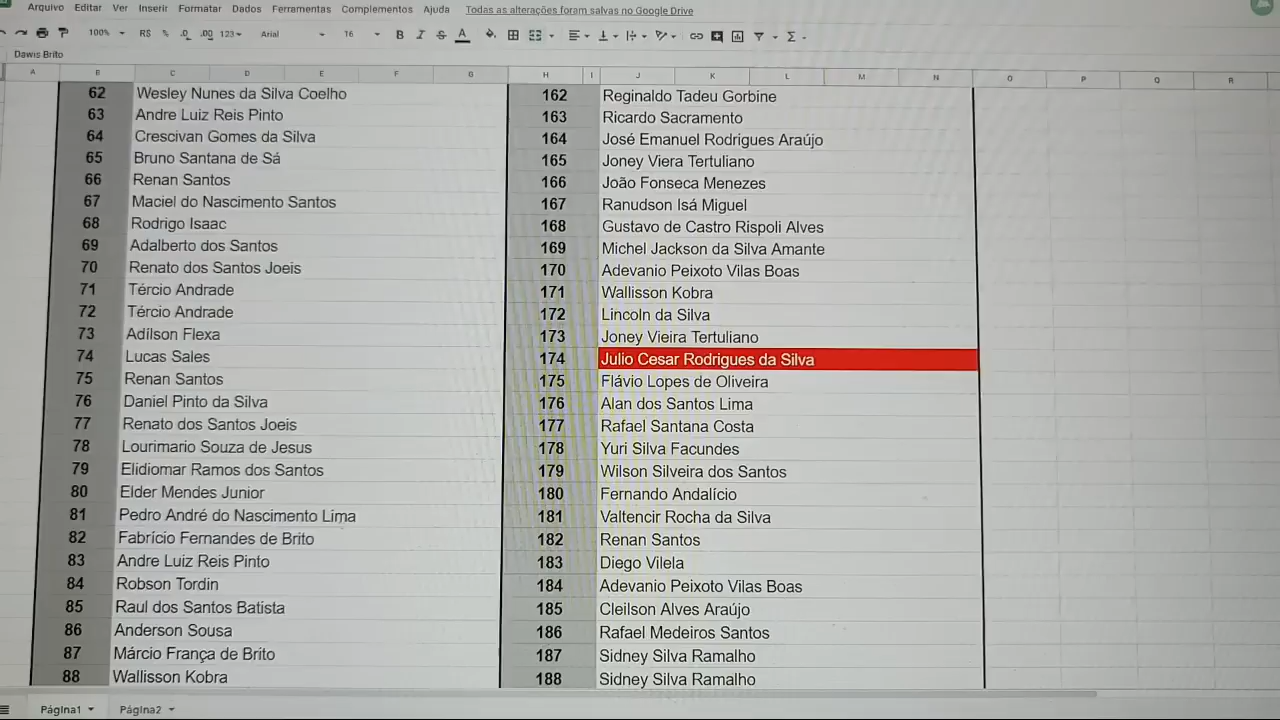 Arquivo Editar Ver Inserir Formatar Dados Ferramentas Complementos Ajuda Todas as alterações foram salvas no Google Drive
100% R$ % .0 .00 123 Arial 16 B I S A
Dawis Brito
A B C D E F G H I J K L M N O P Q R
62 Wesley Nunes da Silva Coelho 162 Reginaldo Tadeu Gorbine
63 Andre Luiz Reis Pinto 163 Ricardo Sacramento
64 Crescivan Gomes da Silva 164 José Emanuel Rodrigues Araújo
65 Bruno Santana de Sá 165 Joney Viera Tertuliano
66 Renan Santos 166 João Fonseca Menezes
67 Maciel do Nascimento Santos 167 Ranudson Isá Miguel
68 Rodrigo Isaac 168 Gustavo de Castro Rispoli Alves
69 Adalberto dos Santos 169 Michel Jackson da Silva Amante
70 Renato dos Santos Joeis 170 Adevanio Peixoto Vilas Boas
71 Tércio Andrade 171 Wallisson Kobra
72 Tércio Andrade 172 Lincoln da Silva
73 Adílson Flexa 173 Joney Vieira Tertuliano
74 Lucas Sales 174 Julio Cesar Rodrigues da Silva
75 Renan Santos 175 Flávio Lopes de Oliveira
76 Daniel Pinto da Silva 176 Alan dos Santos Lima
77 Renato dos Santos Joeis 177 Rafael Santana Costa
78 Lourimario Souza de Jesus 178 Yuri Silva Facundes
79 Elidiomar Ramos dos Santos 179 Wilson Silveira dos Santos
80 Elder Mendes Junior 180 Fernando Andalício
81 Pedro André do Nascimento Lima 181 Valtencir Rocha da Silva
82 Fabrício Fernandes de Brito 182 Renan Santos
83 Andre Luiz Reis Pinto 183 Diego Vilela
84 Robson Tordin 184 Adevanio Peixoto Vilas Boas
85 Raul dos Santos Batista 185 Cleilson Alves Araújo
86 Anderson Sousa 186 Rafael Medeiros Santos
87 Márcio França de Brito 187 Sidney Silva Ramalho
88 Wallisson Kobra 188 Sidney Silva Ramalho
Página1 Página2